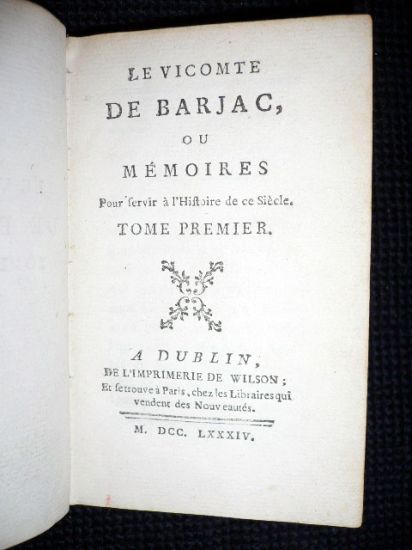 LE VICOMTE
DE BARJAC,
OU
MÉMOIRES
Pour servir à l'Histoire de ce Siècle.
TOME PREMIER.
A DUBLIN,
DE L'IMPRIMERIE DE WILSON;
Et se trouve à Paris, chez les Libraires qui
vendent des Nouveautés.
M. DCC. LXXXIV.